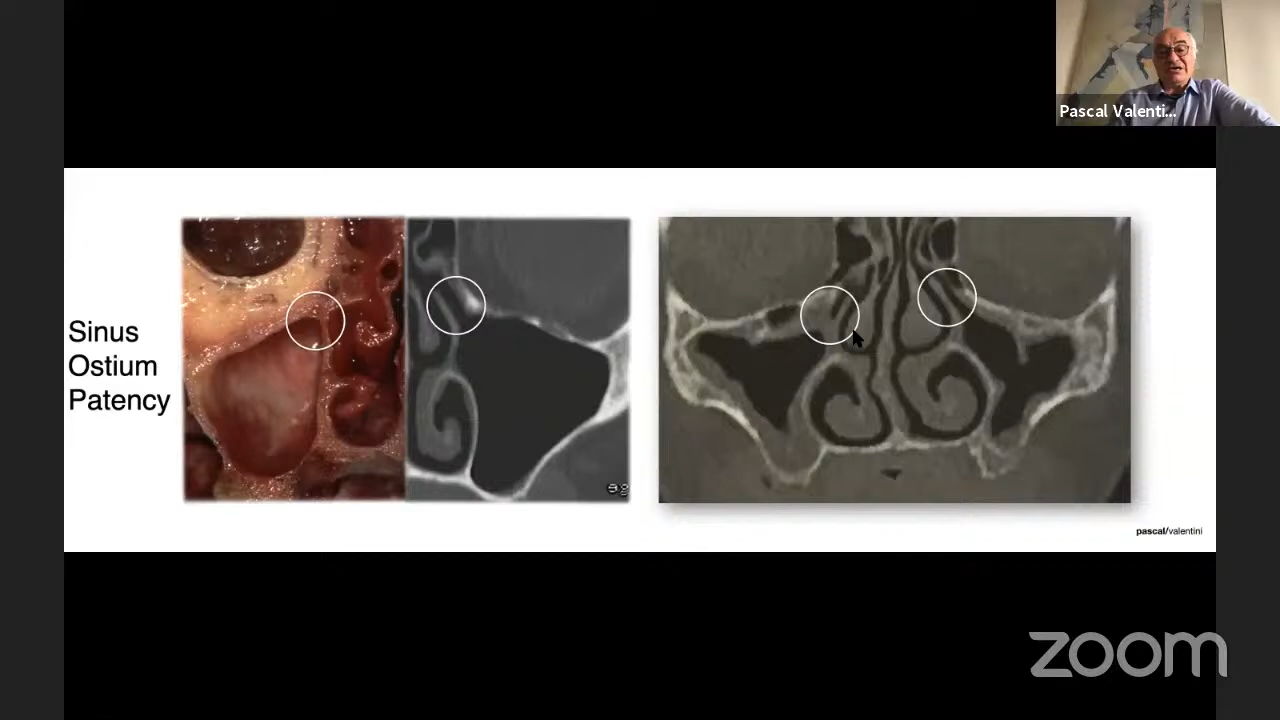 Pascal Valenti...
Sinus
Ostium
Patency
pascal/valentini
zoom